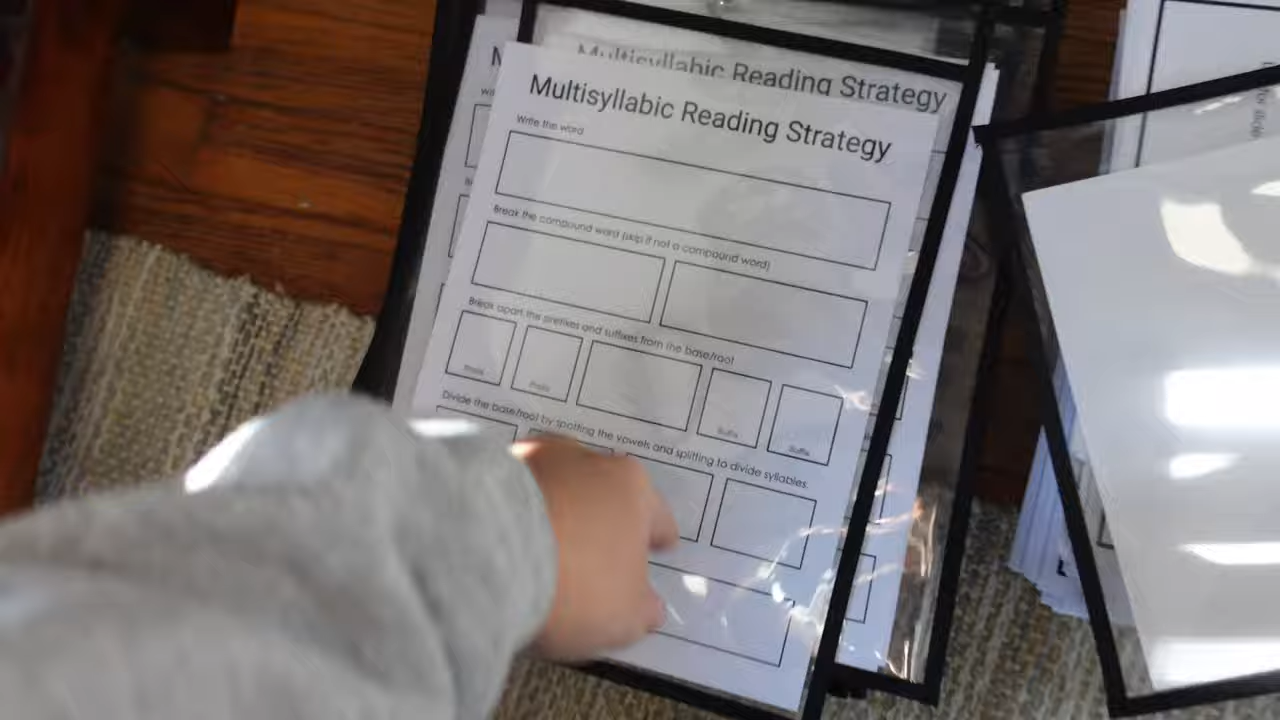 Multisyllabic Reading Strategy
Multisyllabic Reading Strategy
Write the word
Break the compound word (skip if not a compound word)
Break apart the prefixes and suffixes from the base/root
Prefix
Prefix
Suffix
Suffix
Divide the base/root by spotting the vowels and splitting to divide syllables.